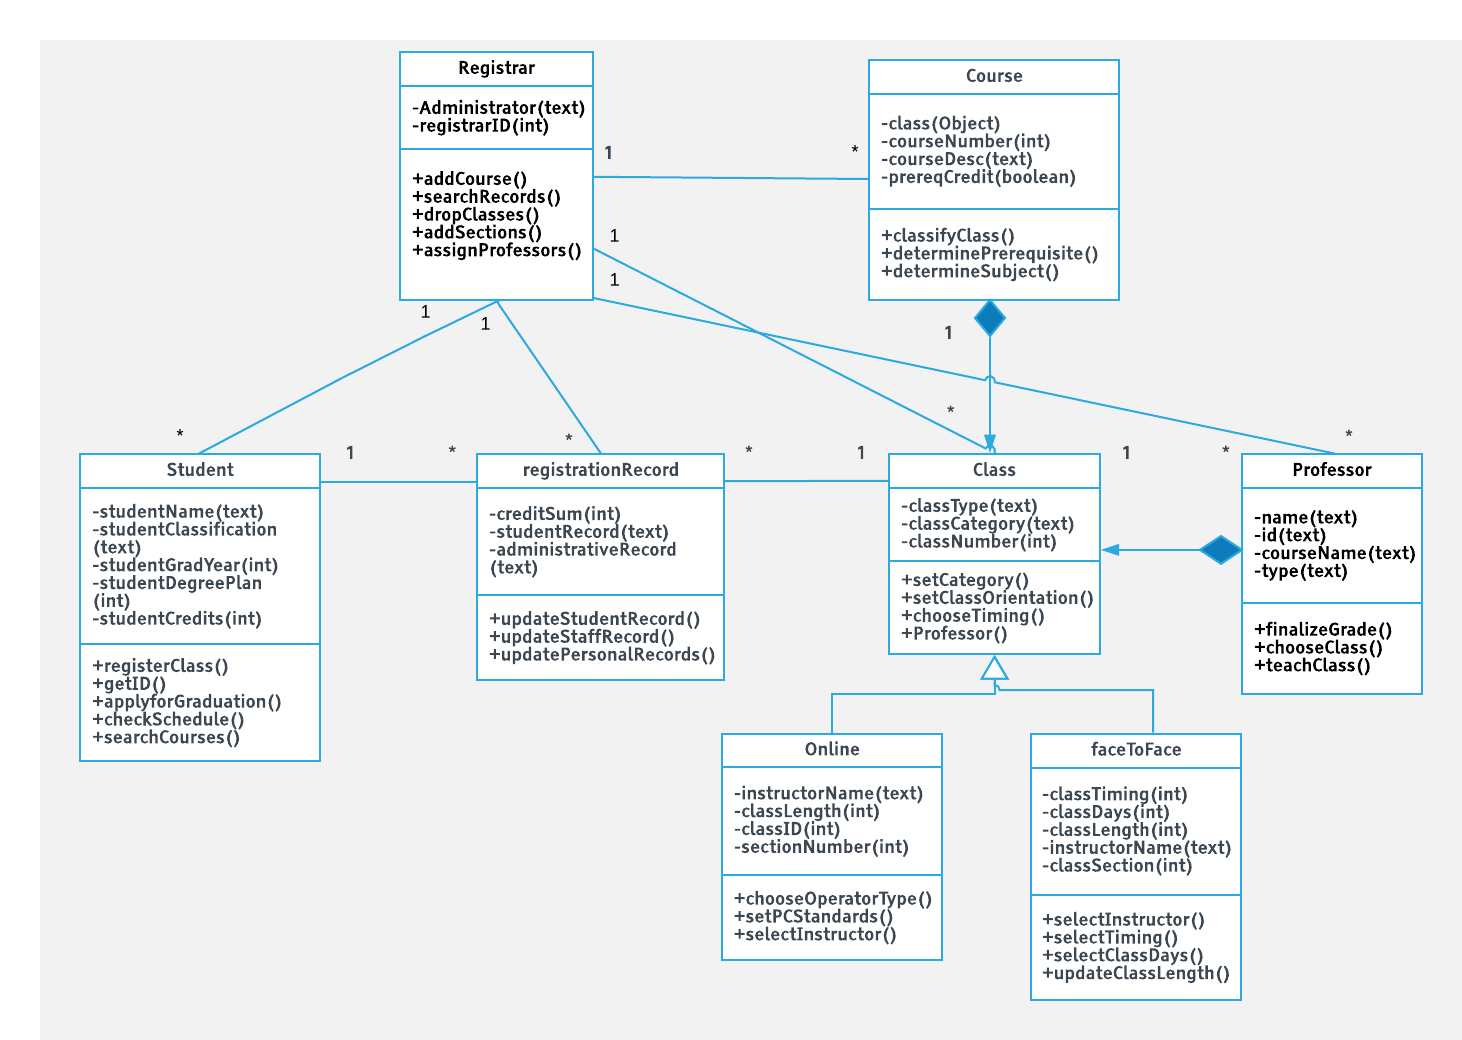 Registrar
-Administrator(text)
-registrarID(int)
+addCourse()
+searchRecords()
+dropClasses()
+addSections()
+assignProfessors()
Course
-class(Object)
-courseNumber(int)
-courseDesc(text)
-prereqCredit(boolean)
+classifyClass()
+determinePrerequisite()
+determineSubject()
1
*
1
1
1
1
1
*
*
*
*
1
*
*
1
1
*
Student
-studentName(text)
-studentClassification
(text)
-studentGradYear(int)
-studentDegreePlan
(int)
-studentCredits(int)
+registerClass()
+getID()
+applyforGraduation()
+checkSchedule()
+searchCourses()
registrationRecord
-creditSum(int)
-studentRecord(text)
-administrativeRecord
(text)
+updateStudentRecord()
+updateStaffRecord()
+updatePersonalRecords()
Class
-classType(text)
-classCategory(text)
-classNumber(int)
+setCategory()
+setClassOrientation()
+chooseTiming()
+Professor()
Professor
-name(text)
-id(text)
-courseName(text)
-type(text)
+finalizeGrade()
+chooseClass()
+teachClass()
Online
-instructorName(text)
-classLength(int)
-classID(int)
-sectionNumber(int)
+chooseOperatorType()
+setPCStandards()
+selectInstructor()
faceToFace
-classTiming(int)
-classDays(int)
-classLength(int)
-instructorName(text)
-classSection(int)
+selectInstructor()
+selectTiming()
+selectClassDays()
+updateClassLength()